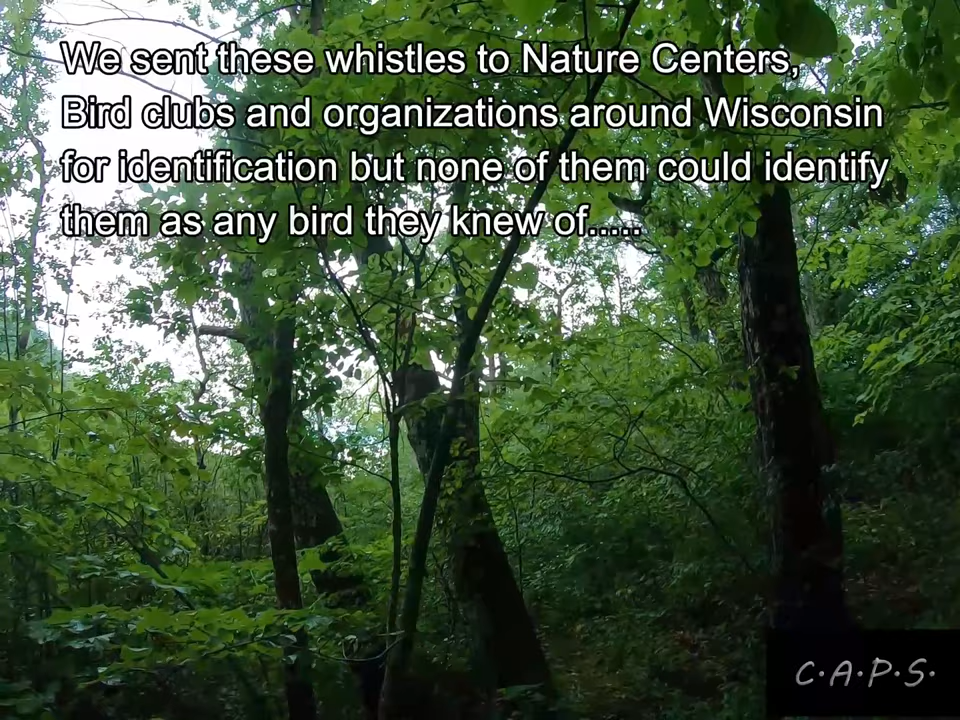 We sent these whistles to Nature Centers,
Bird clubs and organizations around Wisconsin
for identification but none of them could identify
them as any bird they knew of.....
C.A.P.S.